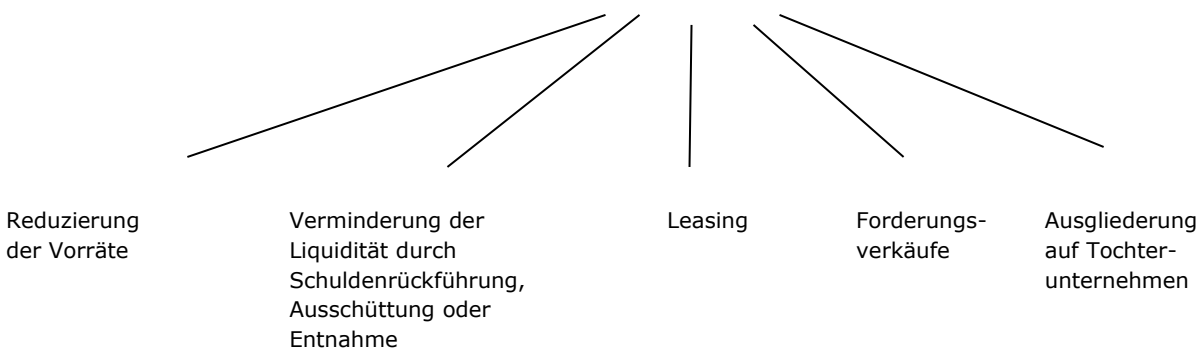 Reduzierung
der Vorräte
Verminderung der
Liquidität durch
Schuldenrückführung,
Ausschüttung oder
Entnahme
Leasing
Forderungs-
verkäufe
Ausgliederung
auf Tochter-
unternehmen